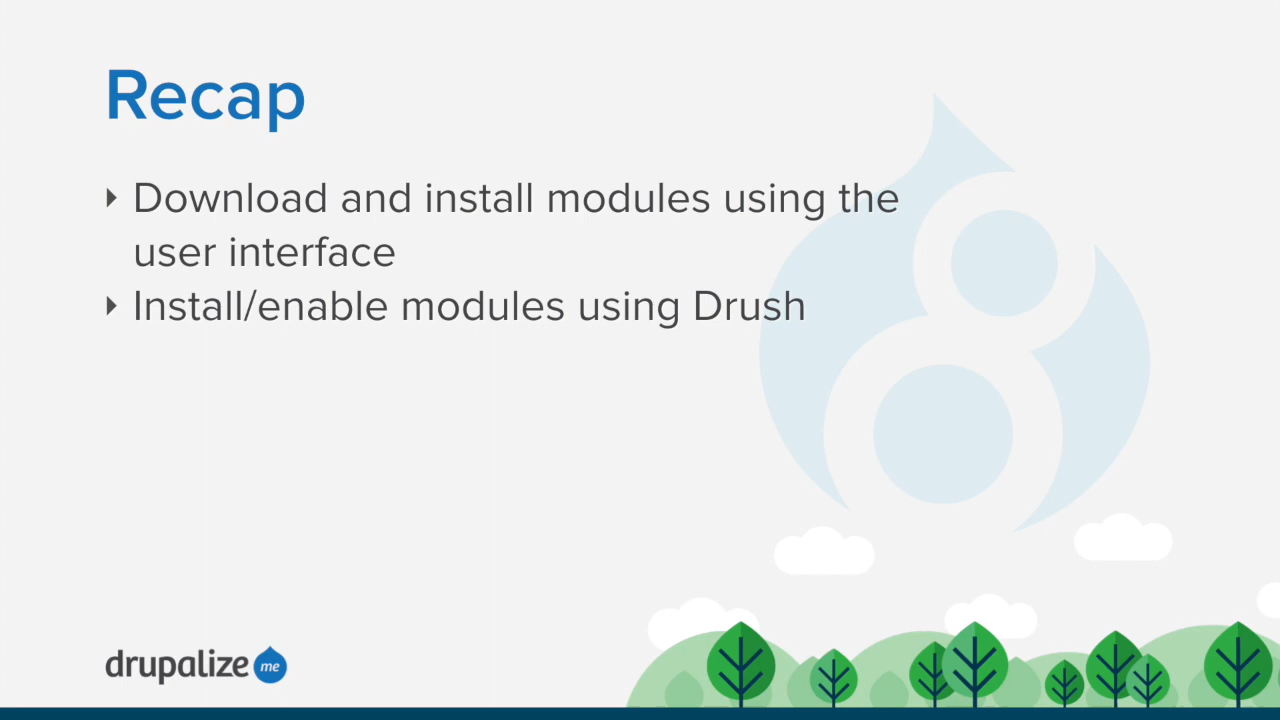 Recap
Download and install modules using the
user interface
Install/enable modules using Drush
drupalize me